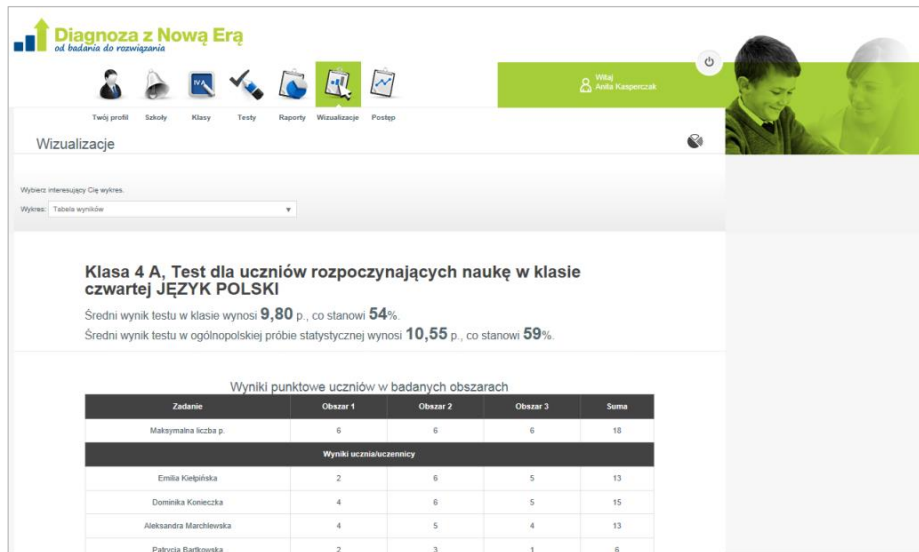 Diagnoza z Nową Erą
od badania do rozwiązania
Witaj
Anita Kasperczak
IV A
Twój profil Szkoły Klasy Testy Raporty Wizualizacje Postęp
Wizualizacje
Wybierz interesujący Cię wykres.
Wykres: Tabela wyników
Klasa 4 A, Test dla uczniów rozpoczynających naukę w klasie
czwartej JĘZYK POLSKI
Średni wynik testu w klasie wynosi 9,80 p., co stanowi 54%.
Średni wynik testu w ogólnopolskiej próbie statystycznej wynosi 10,55 p., co stanowi 59%.
Wyniki punktowe uczniów w badanych obszarach
Zadanie Obszar 1 Obszar 2 Obszar 3 Suma
Maksymalna liczba p. 6 6 6 18
Wyniki ucznia/uczennicy
Emilia Kiełpińska 2 6 5 13
Dominika Konieczka 4 6 5 15
Aleksandra Marchlewska 4 5 4 13
Patrycja Bartkowska 2 3 1 6